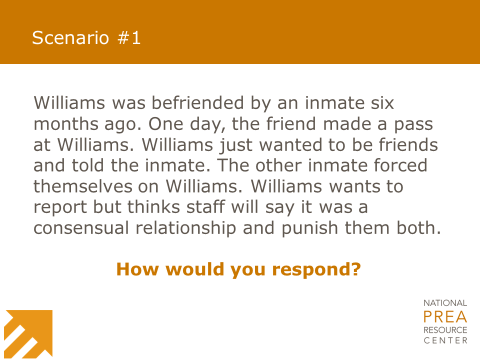 Scenario #1
Williams was befriended by an inmate six
months ago. One day, the friend made a pass
at Williams. Williams just wanted to be friends
and told the inmate. The other inmate forced
themselves on Williams. Williams wants to
report but thinks staff will say it was a
consensual relationship and punish them both.
How would you respond?
NATIONAL
PREA
RESOURCE
CENTER